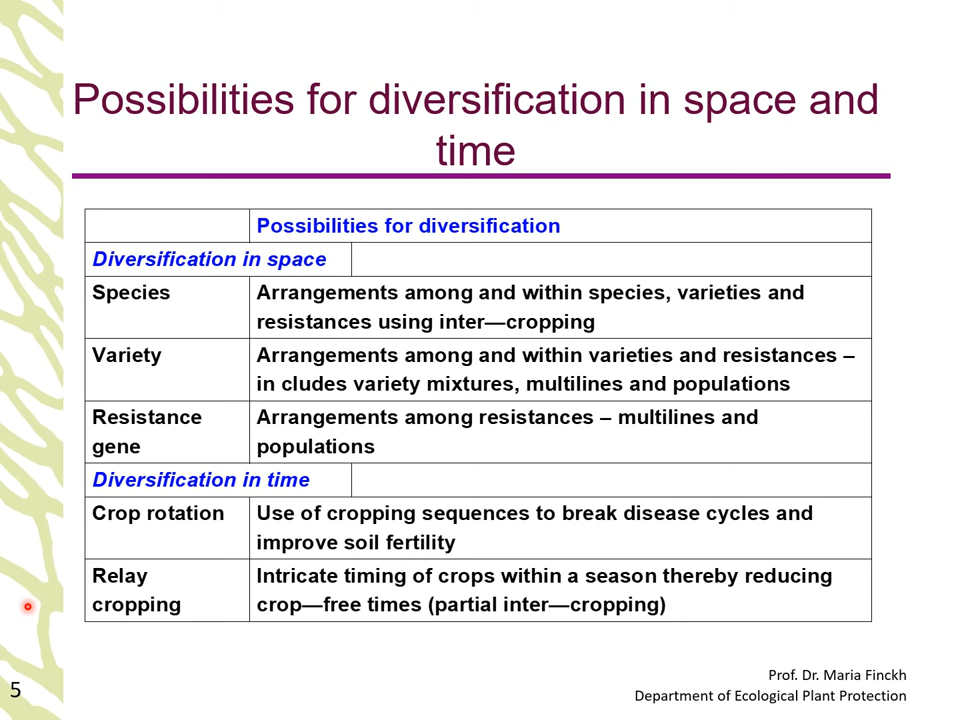 Possibilities for diversification in space and
time
Possibilities for diversification
Diversification in space
Species
Arrangements among and within species, varieties and
resistances using inter—cropping
Variety
Arrangements among and within varieties and resistances –
in cludes variety mixtures, multilines and populations
Resistance
gene
Arrangements among resistances – multilines and
populations
Diversification in time
Crop rotation
Use of cropping sequences to break disease cycles and
improve soil fertility
Relay
cropping
Intricate timing of crops within a season thereby reducing
crop—free times (partial inter—cropping)
Prof. Dr. Maria Finckh
Department of Ecological Plant Protection
5